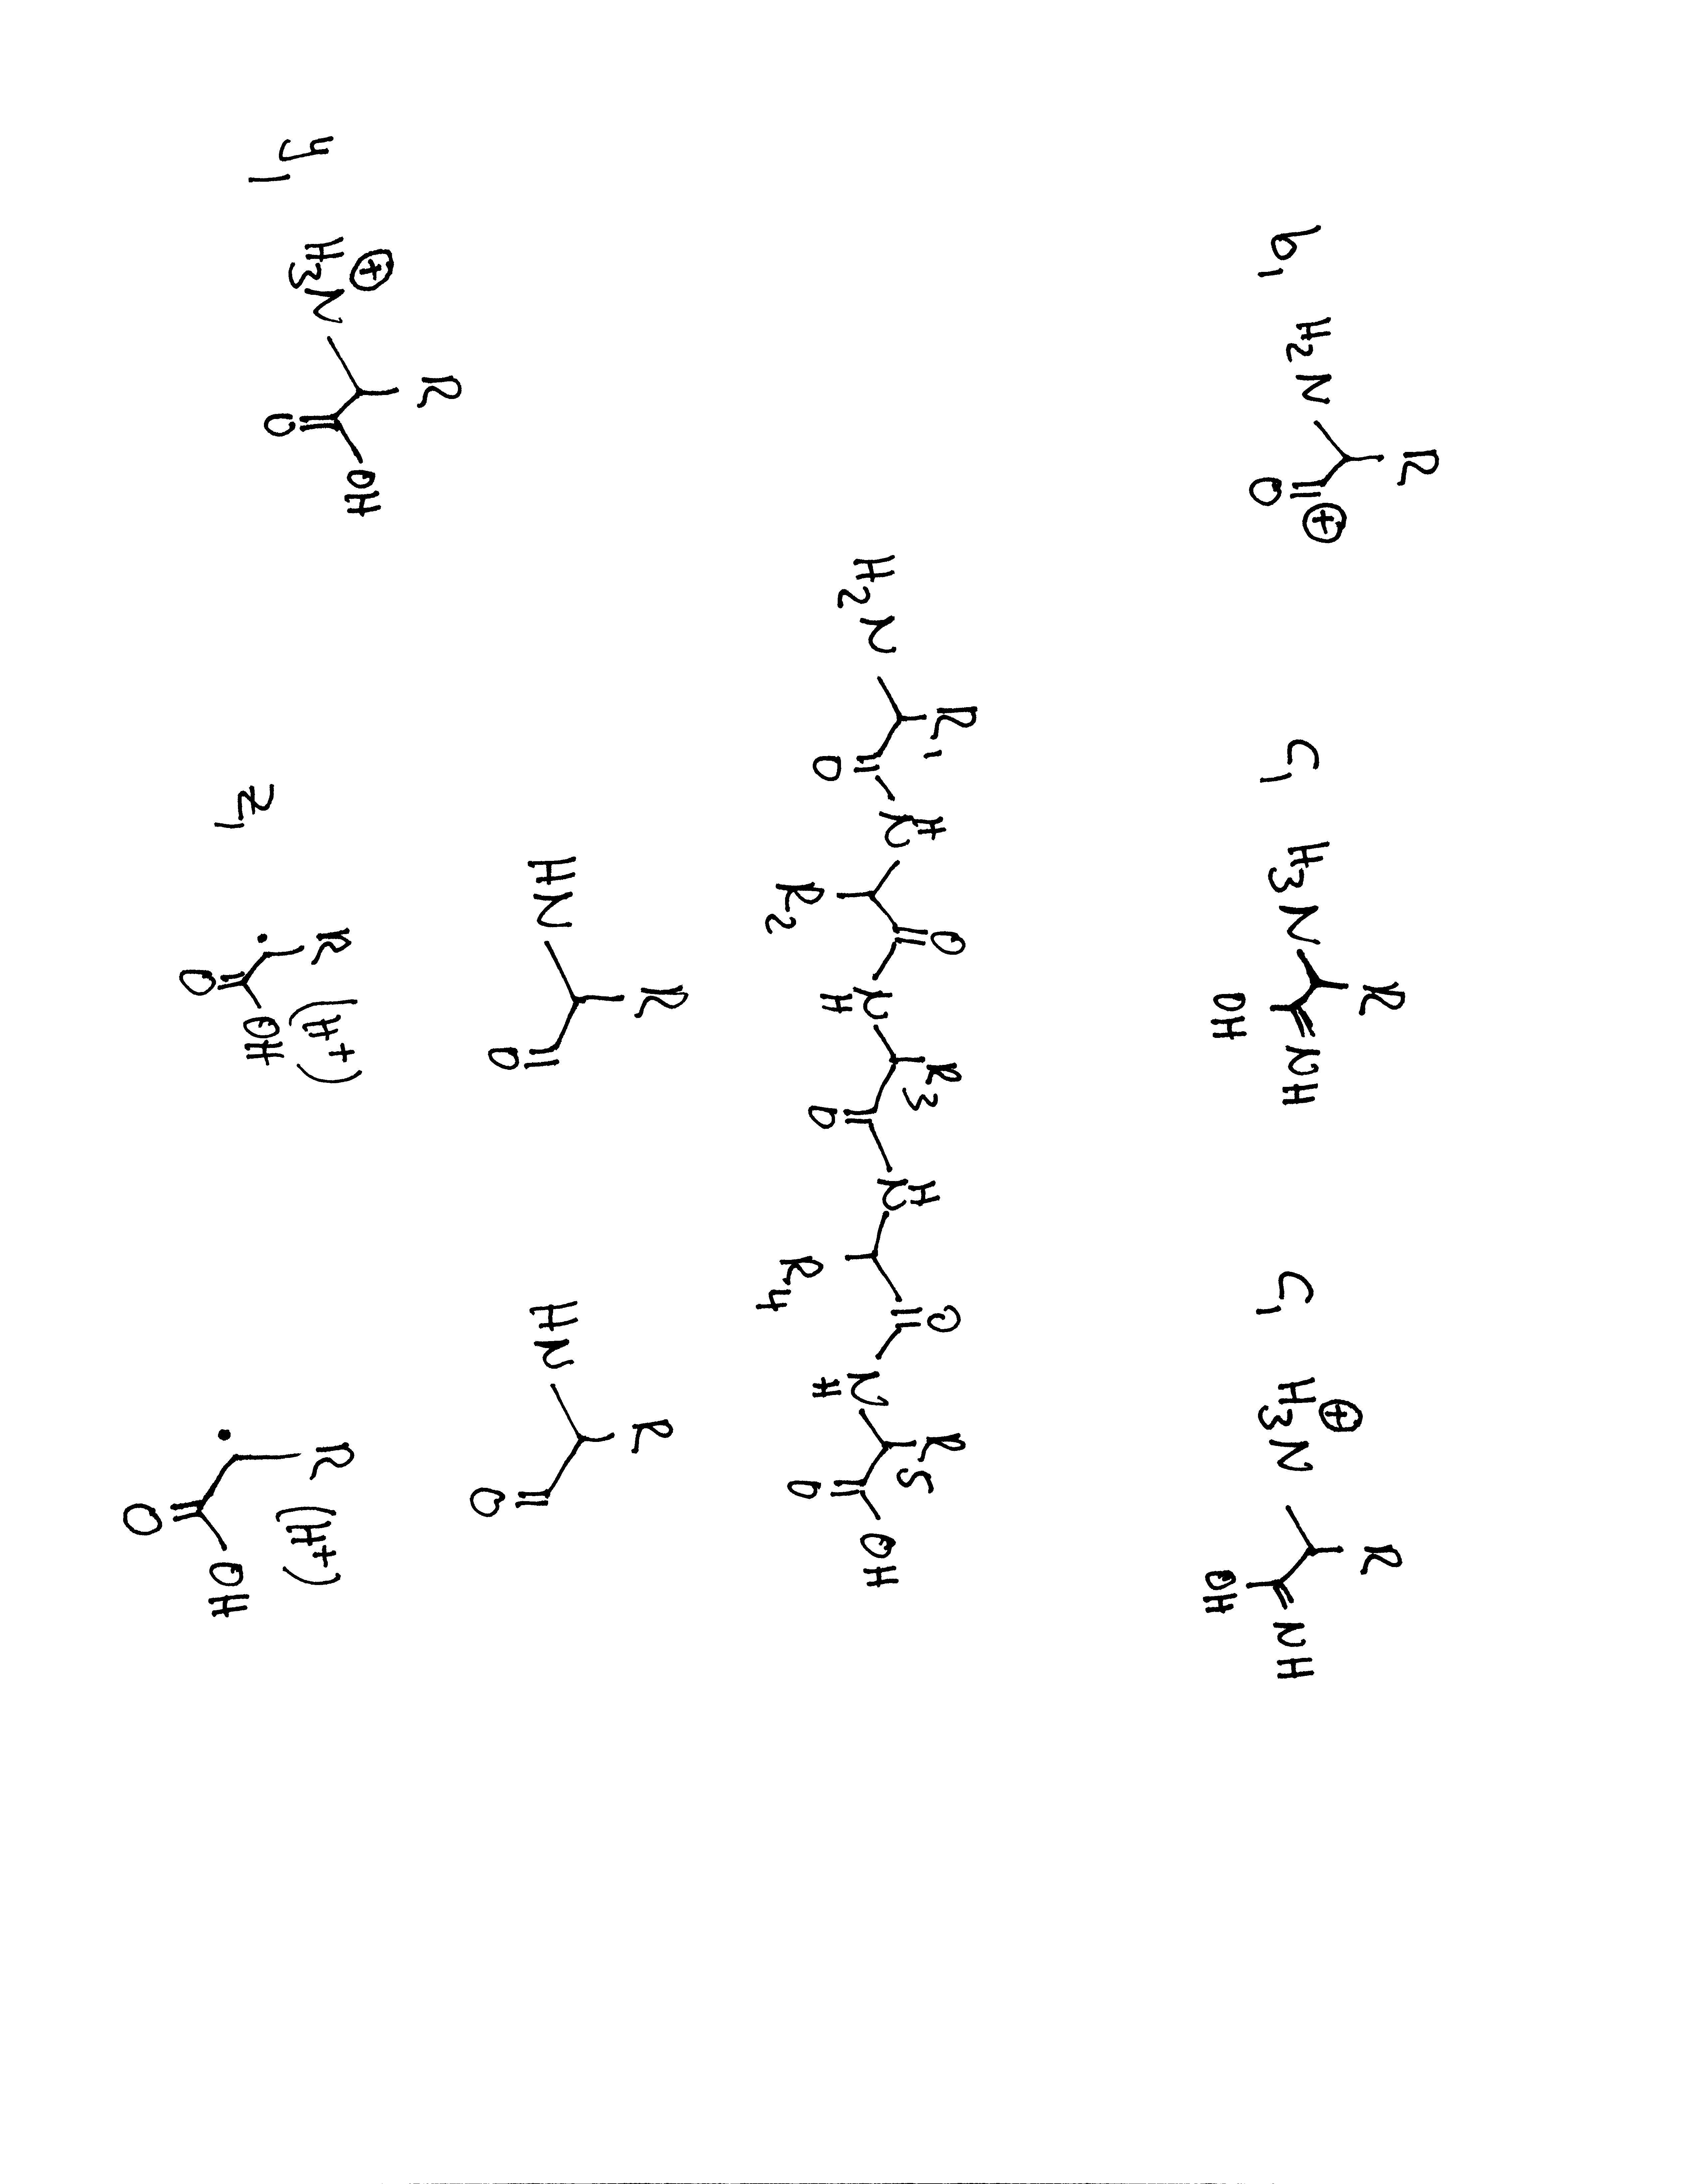 b₁ H₂N R O ⊕
C₁ H₃N R OH NH
C₁ H₃N ⊕ R OH NH
H₂N R₁ O H N R₂ O N H R₃ O H N R₄ O N H R₅ O OH
HN R O
HN R O
y₁ H₃N ⊕ R O OH
z₁ R O OH (H⁺)
R O OH (H⁺)